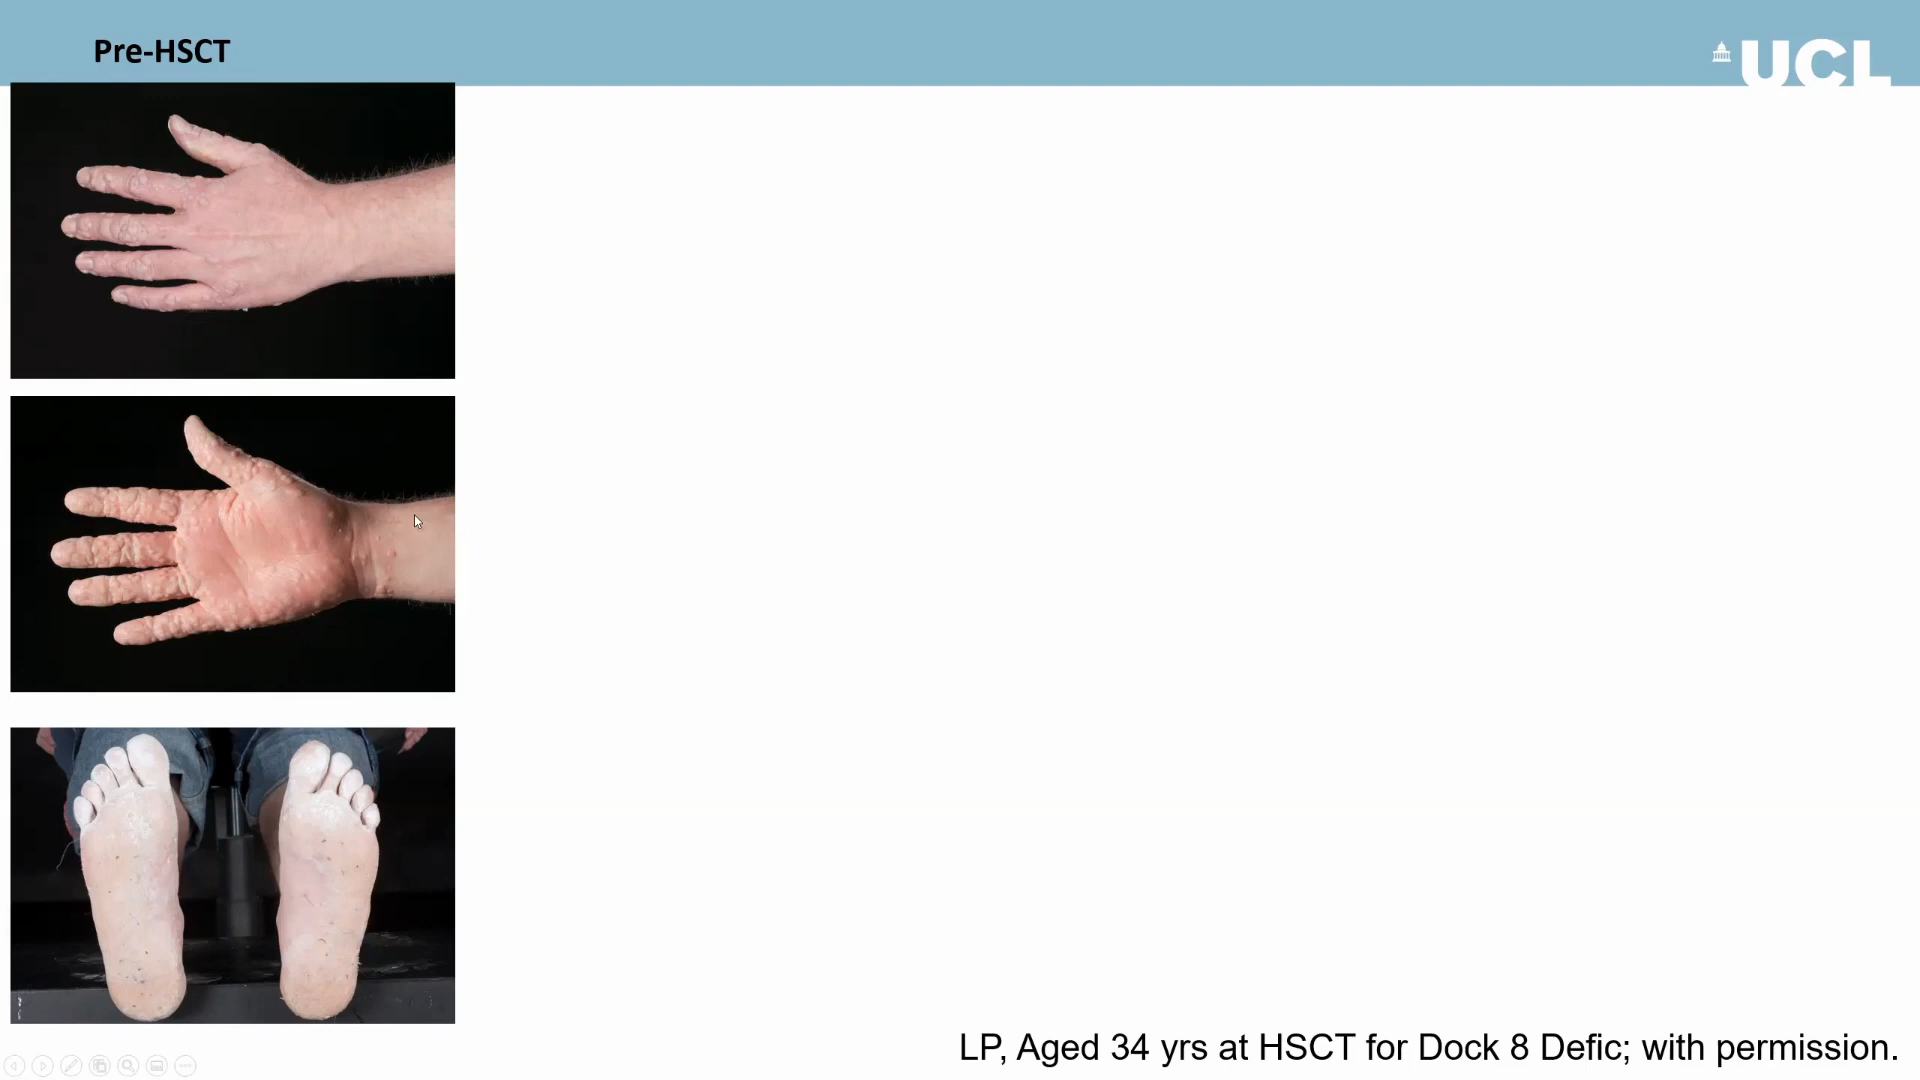 Pre-HSCT
UCL
LP, Aged 34 yrs at HSCT for Dock 8 Defic; with permission.